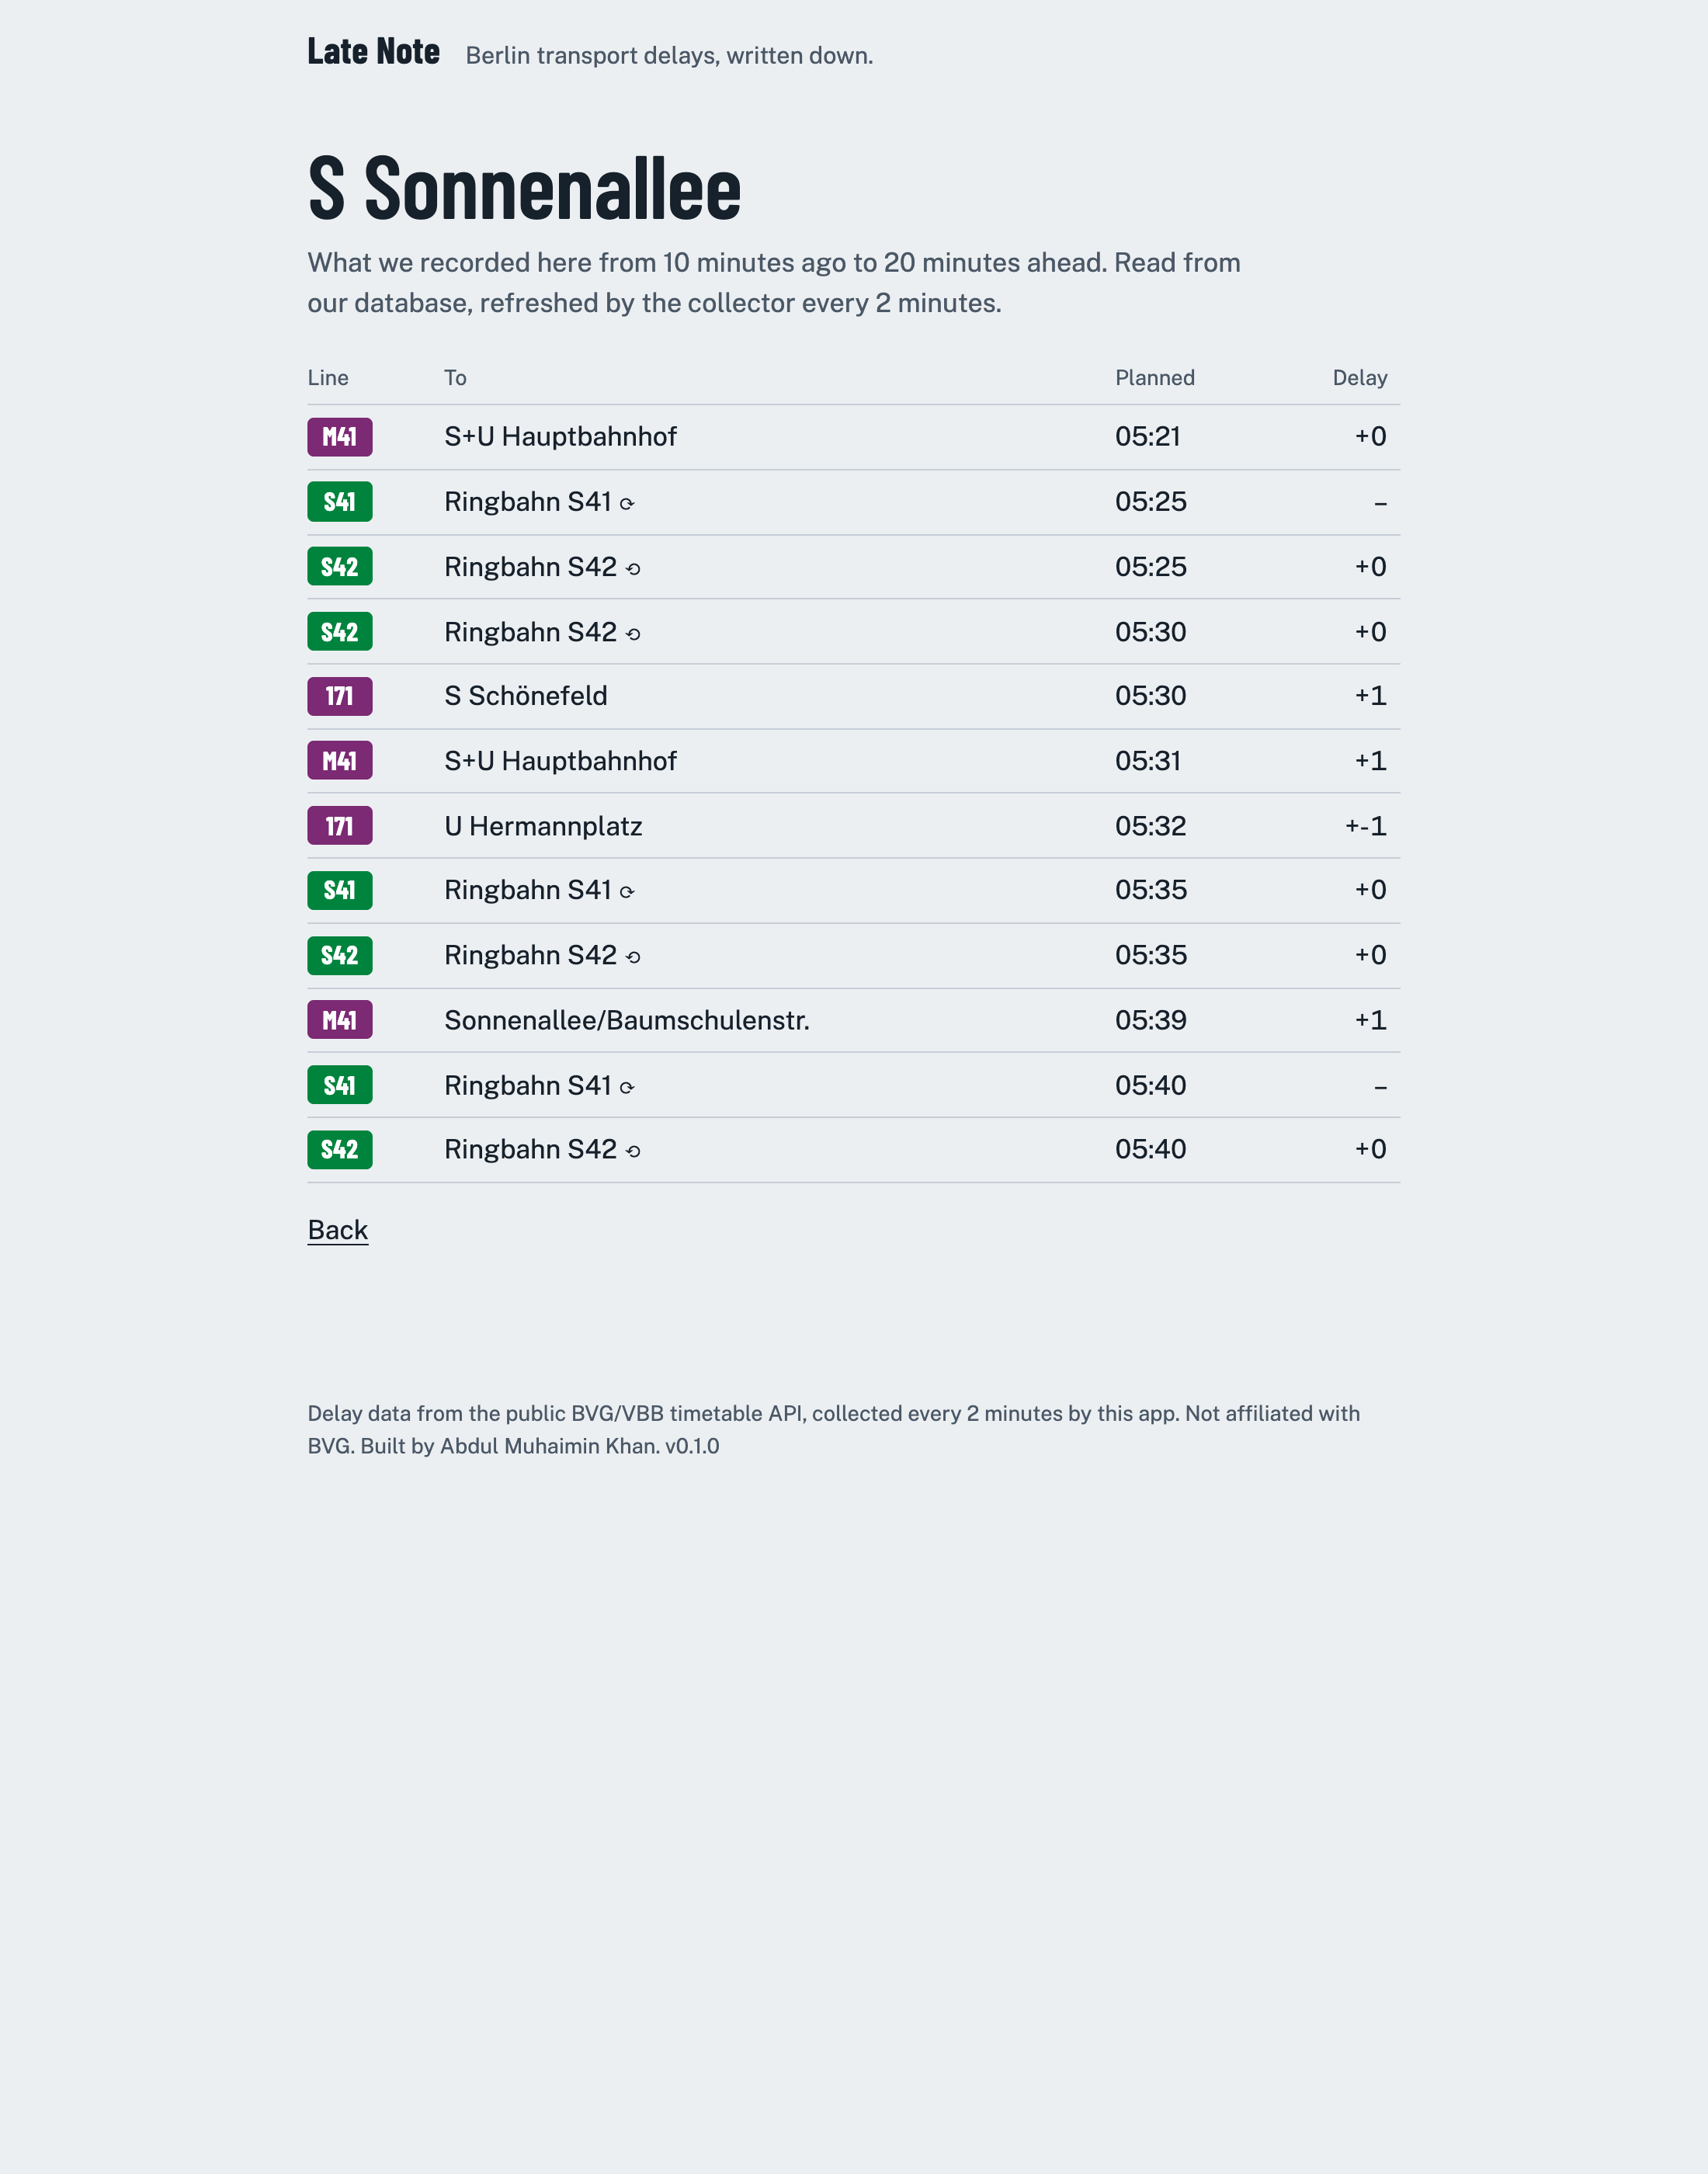 Late Note Berlin transport delays, written down.
S Sonnenallee
What we recorded here from 10 minutes ago to 20 minutes ahead. Read from
our database, refreshed by the collector every 2 minutes.
Line To Planned Delay
M41 S+U Hauptbahnhof 05:21 +0
S41 Ringbahn S41 ⟳ 05:25 –
S42 Ringbahn S42 ⟲ 05:25 +0
S42 Ringbahn S42 ⟲ 05:30 +0
171 S Schönefeld 05:30 +1
M41 S+U Hauptbahnhof 05:31 +1
171 U Hermannplatz 05:32 +-1
S41 Ringbahn S41 ⟳ 05:35 +0
S42 Ringbahn S42 ⟲ 05:35 +0
M41 Sonnenallee/Baumschulenstr. 05:39 +1
S41 Ringbahn S41 ⟳ 05:40 –
S42 Ringbahn S42 ⟲ 05:40 +0
Back
Delay data from the public BVG/VBB timetable API, collected every 2 minutes by this app. Not affiliated with
BVG. Built by Abdul Muhaimin Khan. v0.1.0